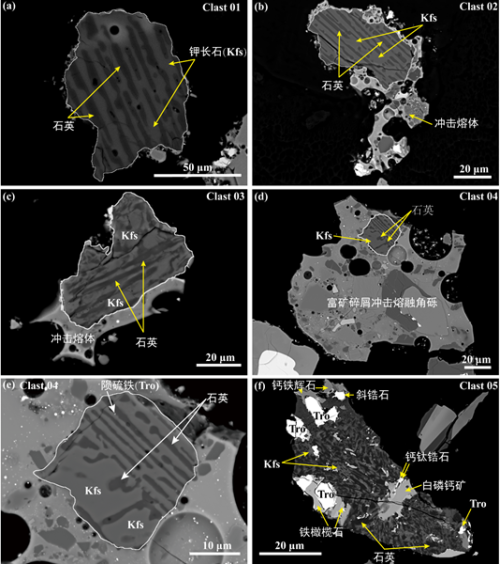 (a)
Clast 01
钾长石(Kfs)
石英
50 μm
(b)
Clast 02
Kfs
石英
冲击熔体
20 μm
(c)
Clast 03
Kfs
Kfs
冲击熔体
石英
20 μm
(d)
Clast 04
石英
Kfs
富矿碎屑冲击熔融角砾
20 μm
(e)
Clast 04
陨硫铁(Tro)
石英
Kfs
Kfs
10 μm
(f)
Clast 05
钙铁辉石
斜锆石
Tro
Tro
Kfs
钙钛锆石
白磷钙矿
Tro
Tro
铁橄榄石
石英
20 μm